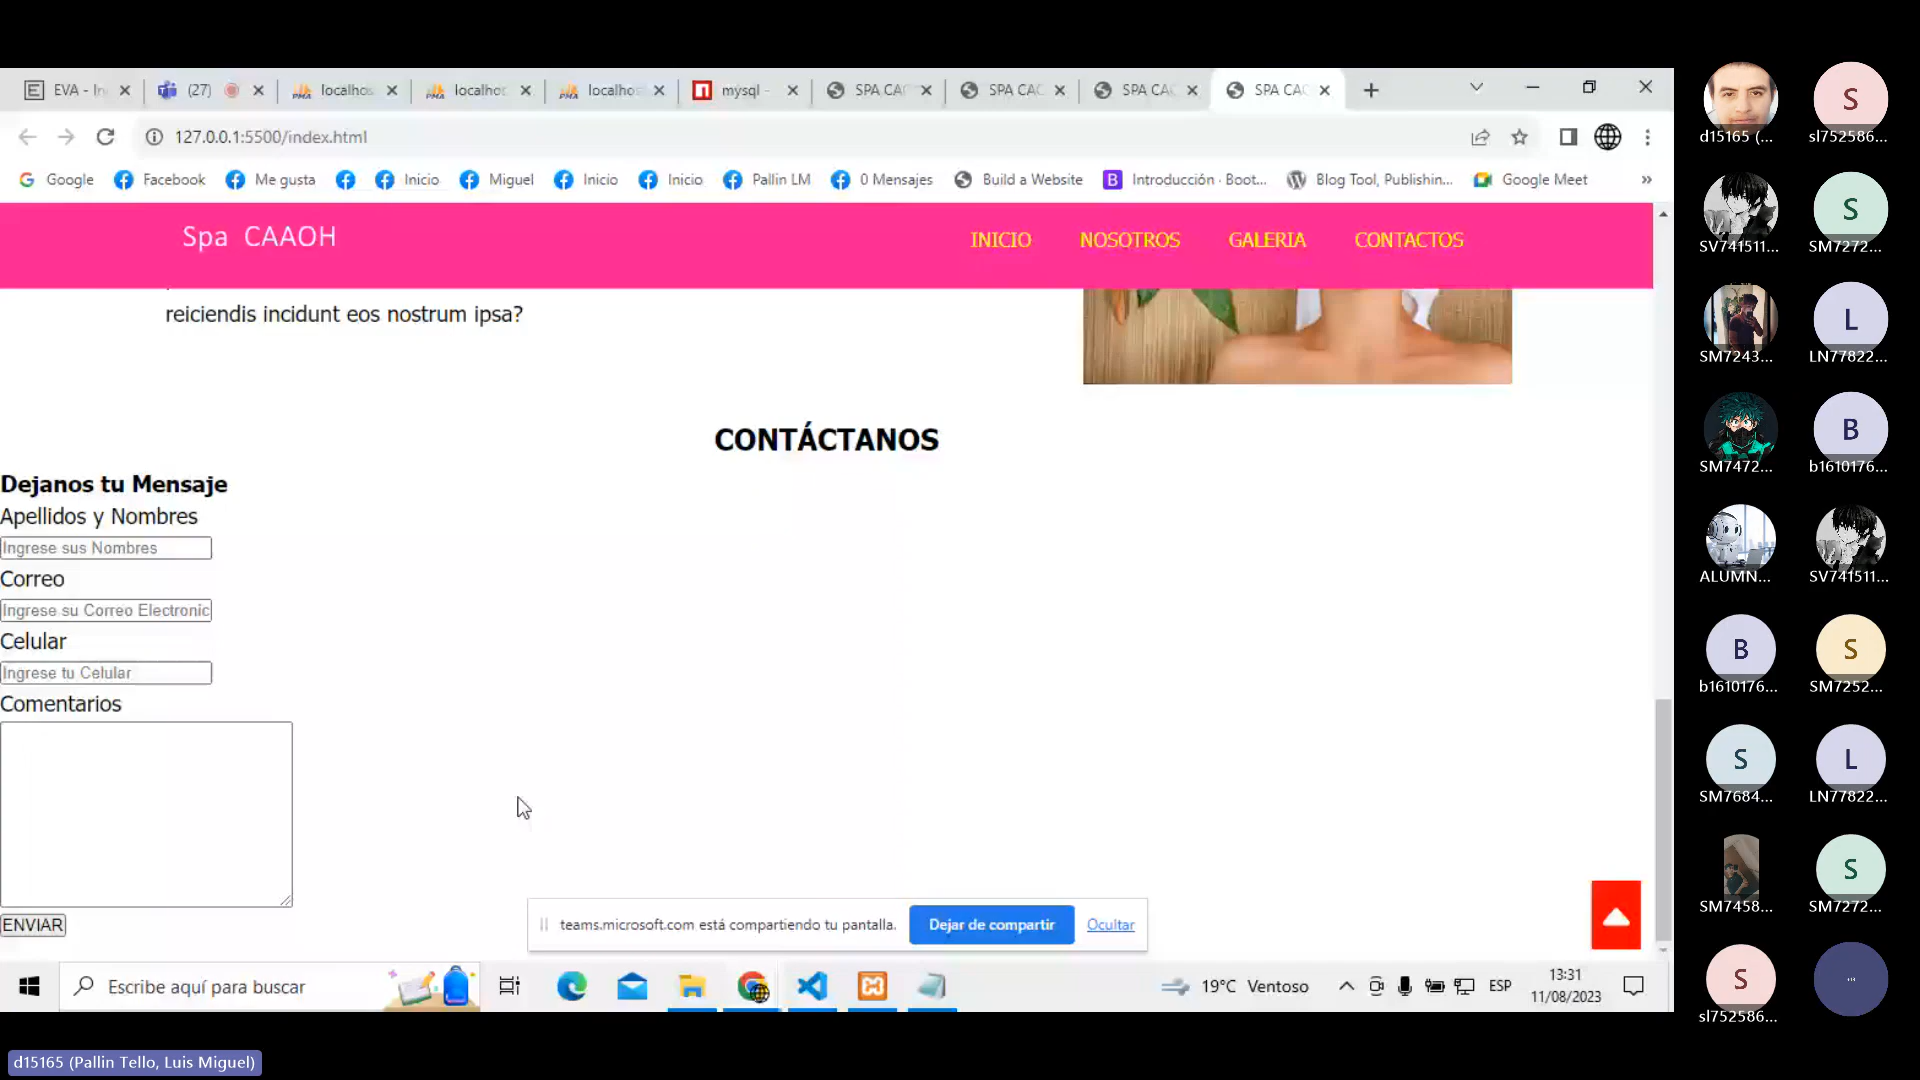 EVA - In
(27)
localhos
localhos
localhos
mysql -
SPA CA
SPA CAC
SPA CA
SPA CAC
127.0.0.1:5500/index.html
Google
Facebook
Me gusta
Inicio
Miguel
Inicio
Inicio
Pallin LM
0 Mensajes
Build a Website
Introducción · Boot...
Blog Tool, Publishin...
Google Meet
»
Spa CAAOH
INICIO
NOSOTROS
GALERIA
CONTACTOS
reiciendis incidunt eos nostrum ipsa?
CONTÁCTANOS
Dejanos tu Mensaje
Apellidos y Nombres
Ingrese sus Nombres
Correo
Ingrese su Correo Electronic
Celular
Ingrese tu Celular
Comentarios
ENVIAR
teams.microsoft.com está compartiendo tu pantalla.
Dejar de compartir
Ocultar
Escribe aquí para buscar
19°C Ventoso
ESP
13:31
11/08/2023
d15165 (...
S
sl752586...
SV741511...
S
SM7272...
SM7243...
L
LN77822...
SM7472...
B
b1610176...
ALUMN...
SV741511...
B
b1610176...
S
SM7252...
S
SM7684...
L
LN77822...
SM7458...
S
SM7272...
S
sl752586...
...
d15165 (Pallin Tello, Luis Miguel)